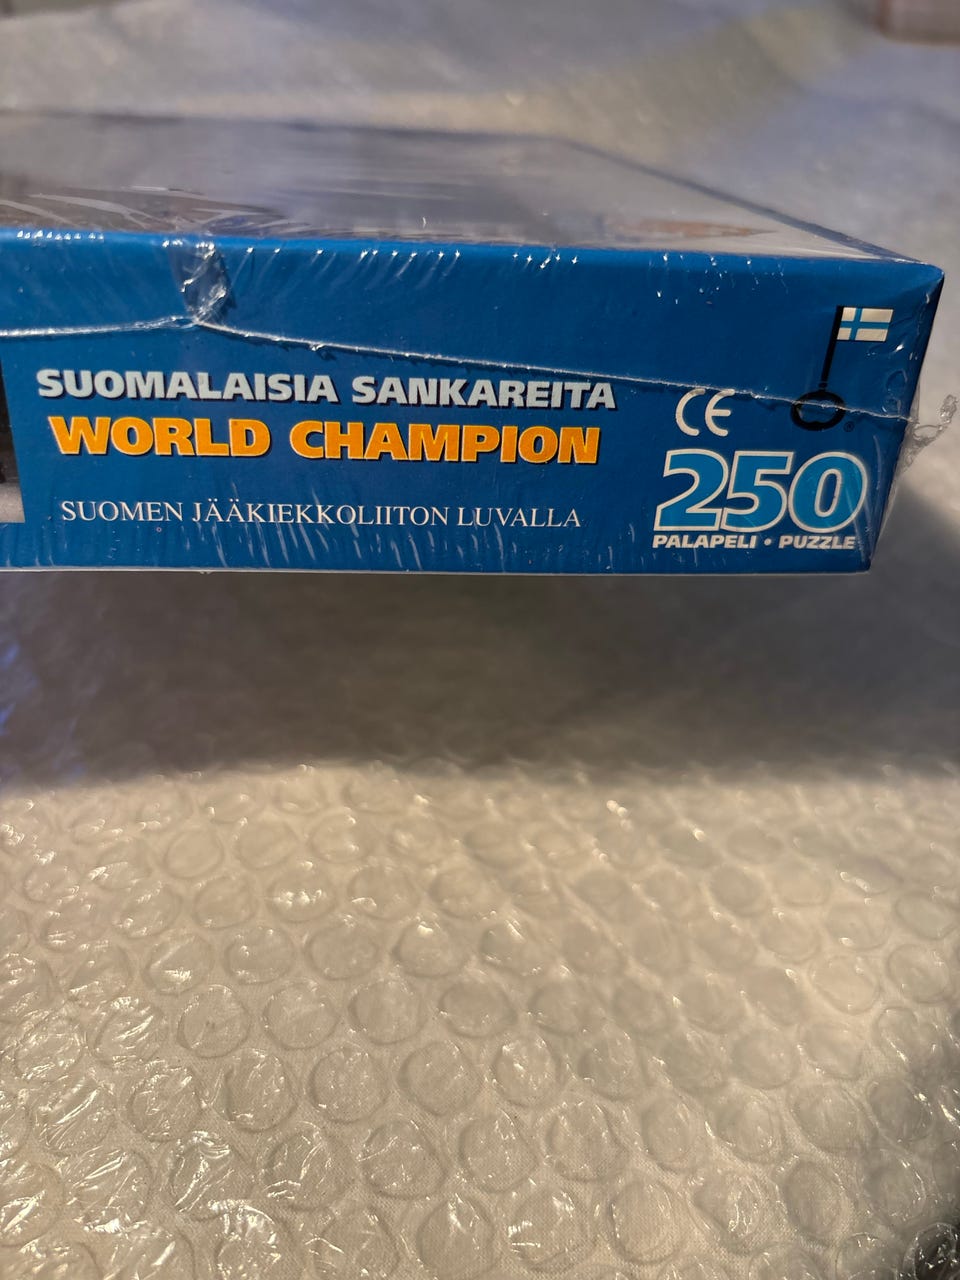 SUOMALAISIA SANKAREITA
WORLD CHAMPION
SUOMEN JÄÄKIEKKOLIITON LUVALLA
CE
®
250
PALAPELI • PUZZLE